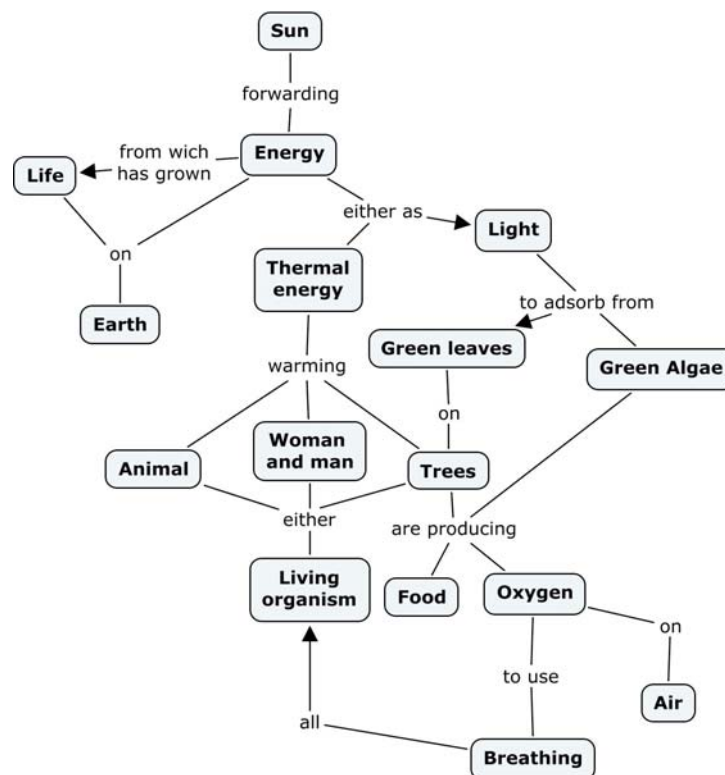 Sun
forwarding
Energy
from wich
has grown
Life
either as
Light
on
Thermal
energy
Earth
to adsorb from
Green leaves
Green Algae
warming
on
Animal
Woman
and man
Trees
either
are producing
Living
organism
Food
Oxygen
on
to use
Air
all
Breathing